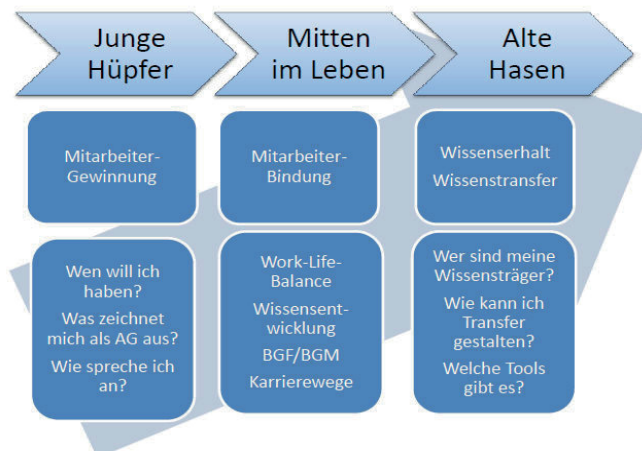 Junge
Hüpfer
Mitten
im Leben
Alte
Hasen
Mitarbeiter-
Gewinnung
Mitarbeiter-
Bindung
Wissenserhalt
Wissenstransfer
Wen will ich
haben?
Was zeichnet
mich als AG aus?
Wie spreche ich
an?
Work-Life-
Balance
Wissensent-
wicklung
BGF/BGM
Karrierewege
Wer sind meine
Wissensträger?
Wie kann ich
Transfer
gestalten?
Welche Tools
gibt es?